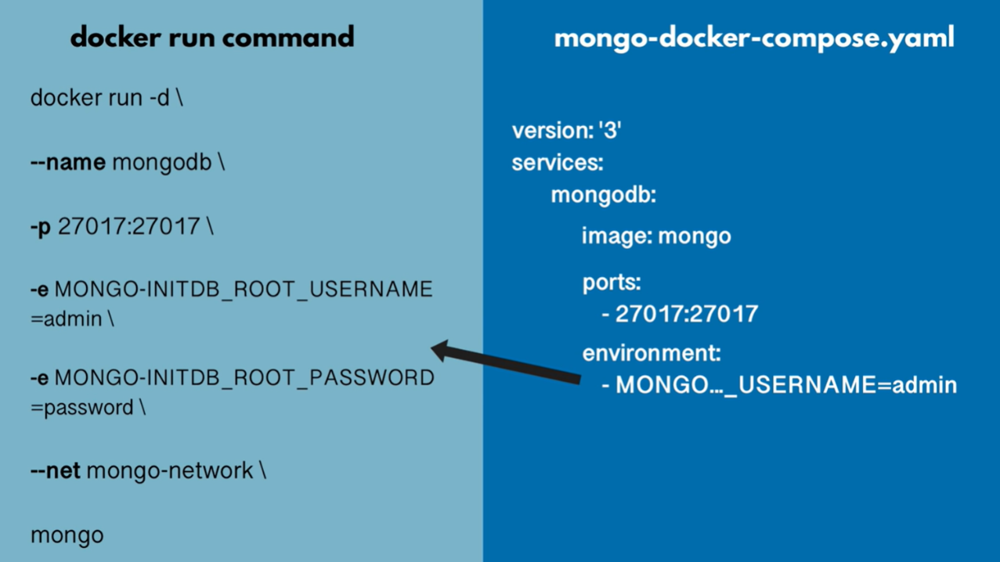 docker run command
docker run -d \
--name mongodb \
-p 27017:27017 \
-e MONGO-INITDB_ROOT_USERNAME
=admin \
-e MONGO-INITDB_ROOT_PASSWORD
=password \
--net mongo-network \
mongo
mongo-docker-compose.yaml
version: '3'
services:
mongodb:
image: mongo
ports:
- 27017:27017
environment:
- MONGO..._USERNAME=admin